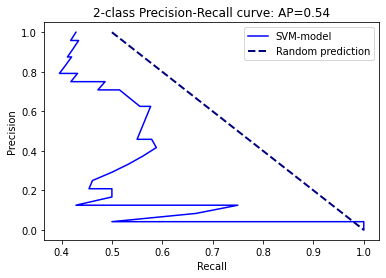 2-class Precision-Recall curve: AP=0.54
SVM-model
Random prediction
Precision
1.0
0.8
0.6
0.4
0.2
0.0
0.4 0.5 0.6 0.7 0.8 0.9 1.0
Recall